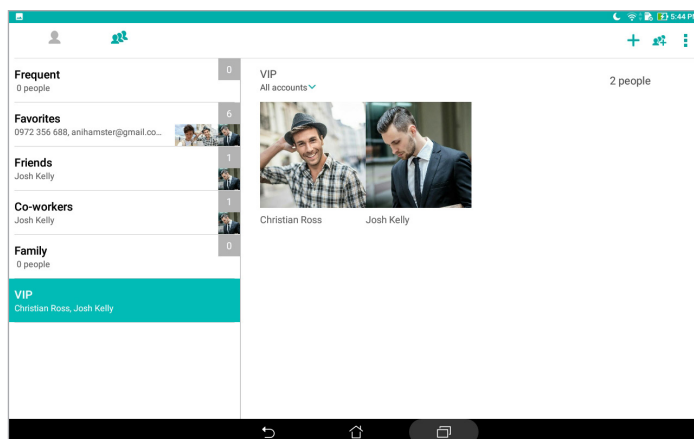 5:44 PM
Frequent
0
0 people
Favorites
6
0972 356 688, anihamster@gmail.co...
Friends
1
Josh Kelly
Co-workers
1
Josh Kelly
Family
0
0 people
VIP
Christian Ross, Josh Kelly
VIP
All accounts
2 people
Christian Ross
Josh Kelly